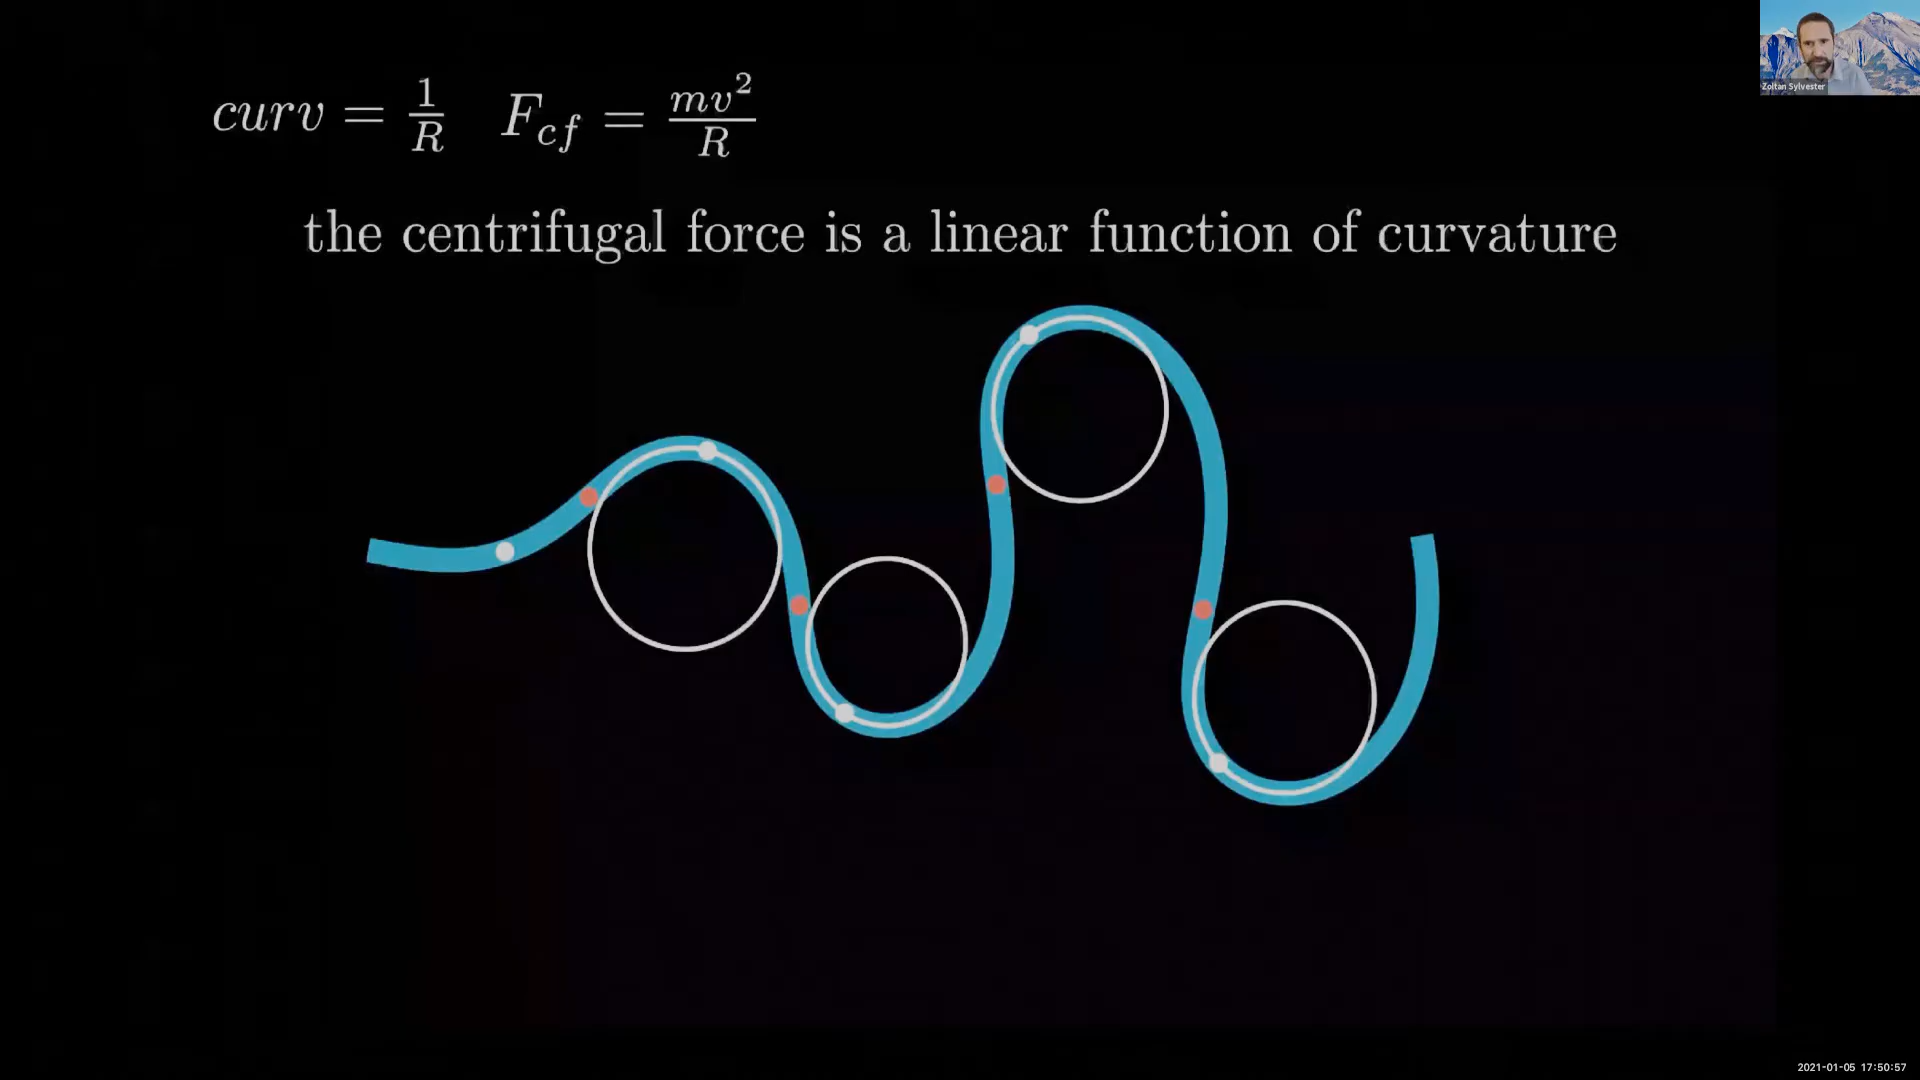 curv = 1/R F_cf = mv²/R
the centrifugal force is a linear function of curvature
Zoltan Sylvester
2021-01-05 17:50:57